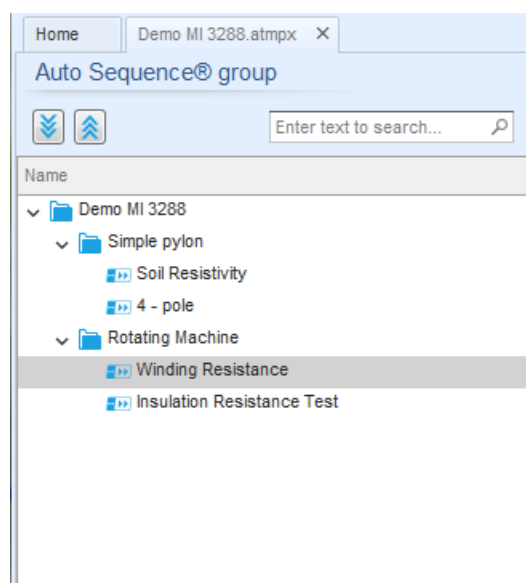 Home
Demo MI 3288.atmpx
Auto Sequence® group
Enter text to search...
Name
Demo MI 3288
Simple pylon
Soil Resistivity
4 - pole
Rotating Machine
Winding Resistance
Insulation Resistance Test